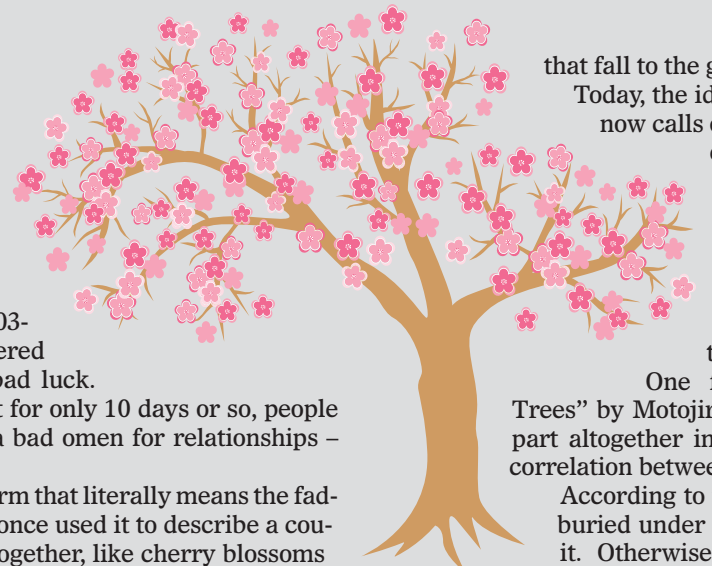 03-
ered
bad luck.
t for only 10 days or so, people
a bad omen for relationships –
rm that literally means the fad-
once used it to describe a cou-
together, like cherry blossoms
that fall to the g
Today, the id
now calls
t
One
Trees” by Motojir
part altogether in
correlation between
According to
buried under
it. Otherwise